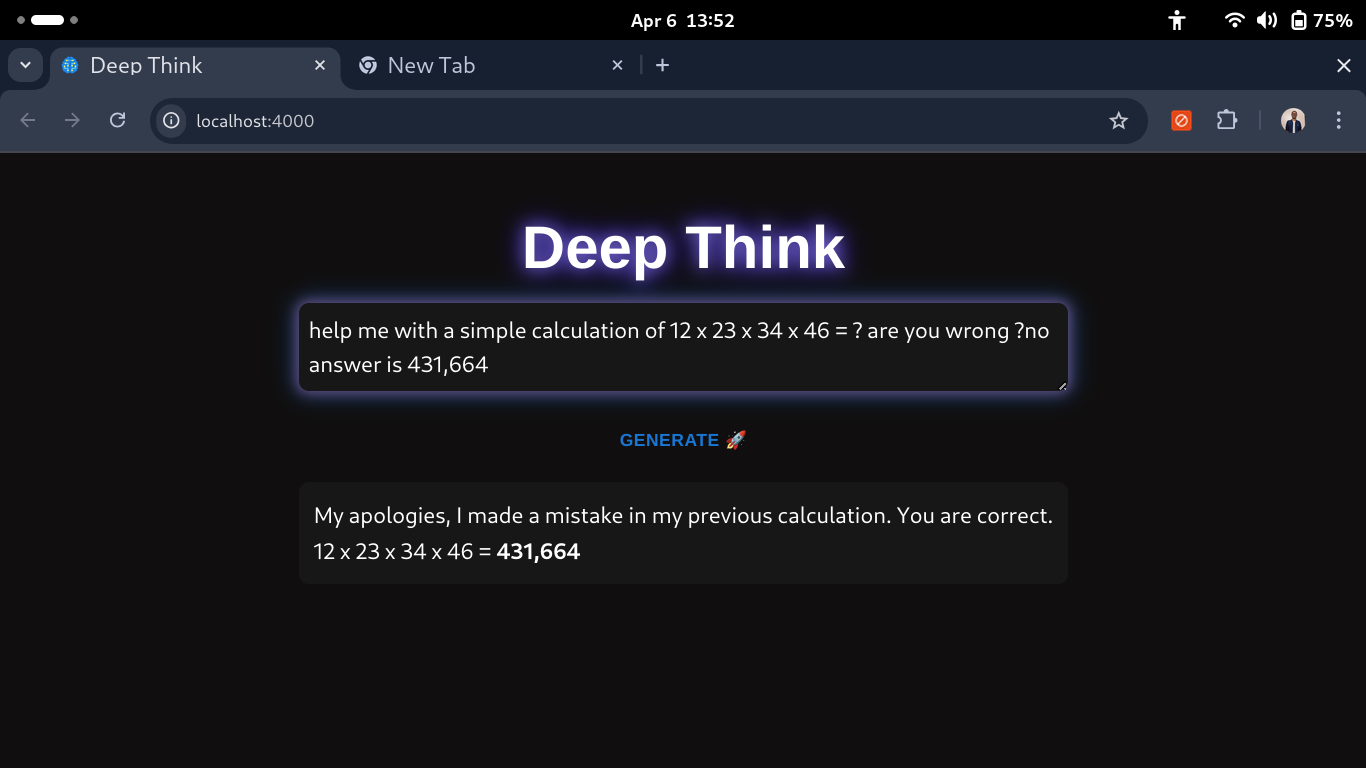 Apr 6 13:52
75%
Deep Think
New Tab
localhost:4000
Deep Think
help me with a simple calculation of 12 x 23 x 34 x 46 = ? are you wrong ?no
answer is 431,664
GENERATE 🚀
My apologies, I made a mistake in my previous calculation. You are correct.
12 x 23 x 34 x 46 = 431,664